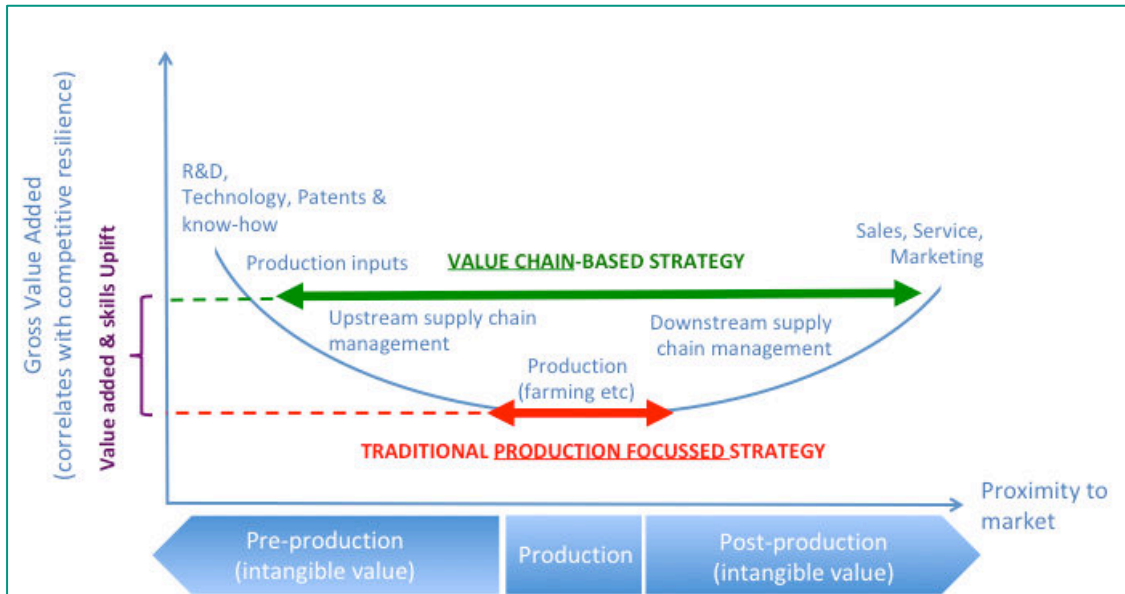 Gross Value Added
(correlates with competitive resilience)
Value added & skills Uplift
R&D,
Technology, Patents &
know-how
Production inputs
VALUE CHAIN-BASED STRATEGY
Sales, Service,
Marketing
Upstream supply chain
management
Downstream supply
chain management
Production
(farming etc)
TRADITIONAL PRODUCTION FOCUSSED STRATEGY
Proximity to
market
Pre-production
(intangible value)
Production
Post-production
(intangible value)